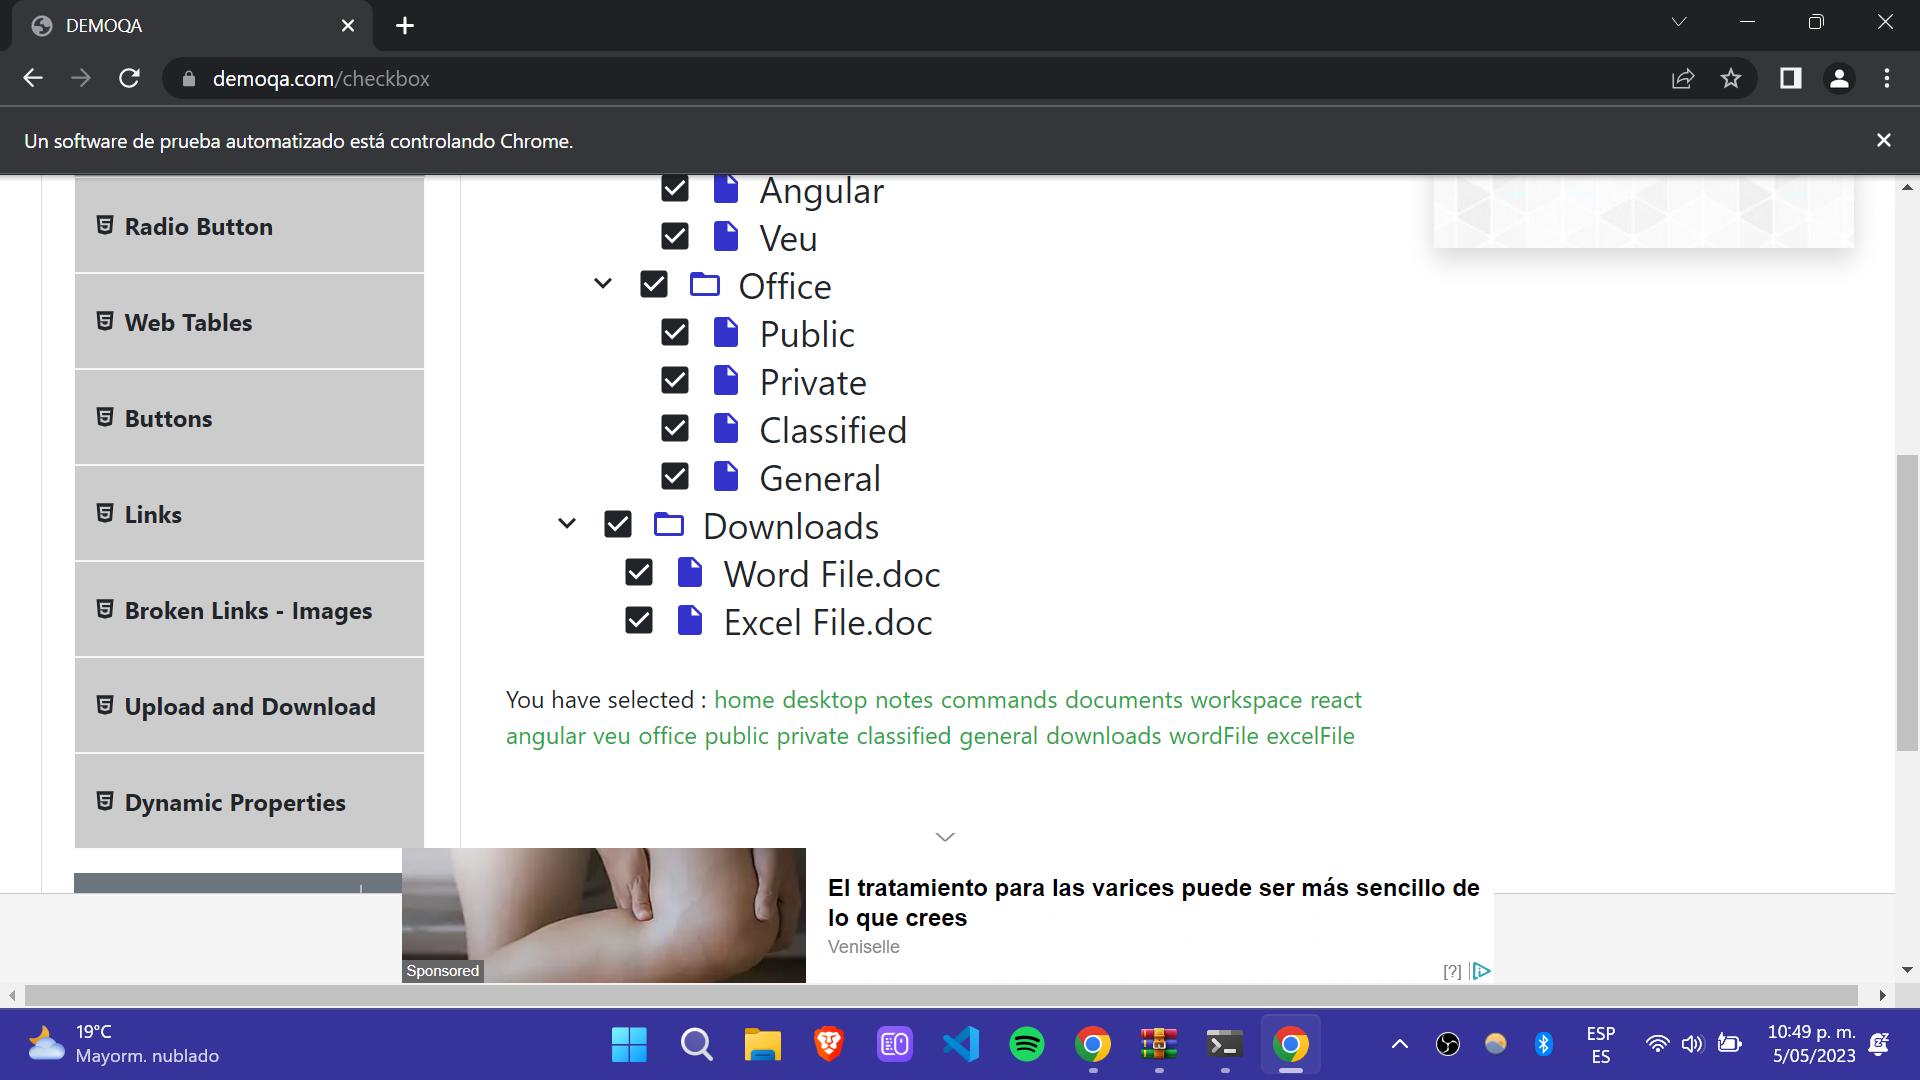 DEMOQA
demoqa.com/checkbox
Un software de prueba automatizado está controlando Chrome.
Radio Button
Web Tables
Buttons
Links
Broken Links - Images
Upload and Download
Dynamic Properties
Angular
Veu
Office
Public
Private
Classified
General
Downloads
Word File.doc
Excel File.doc
You have selected : home desktop notes commands documents workspace react
angular veu office public private classified general downloads wordFile excelFile
El tratamiento para las varices puede ser más sencillo de
lo que crees
Veniselle
Sponsored
[?]
19°C
Mayorm. nublado
ESP
ES
10:49 p. m.
5/05/2023